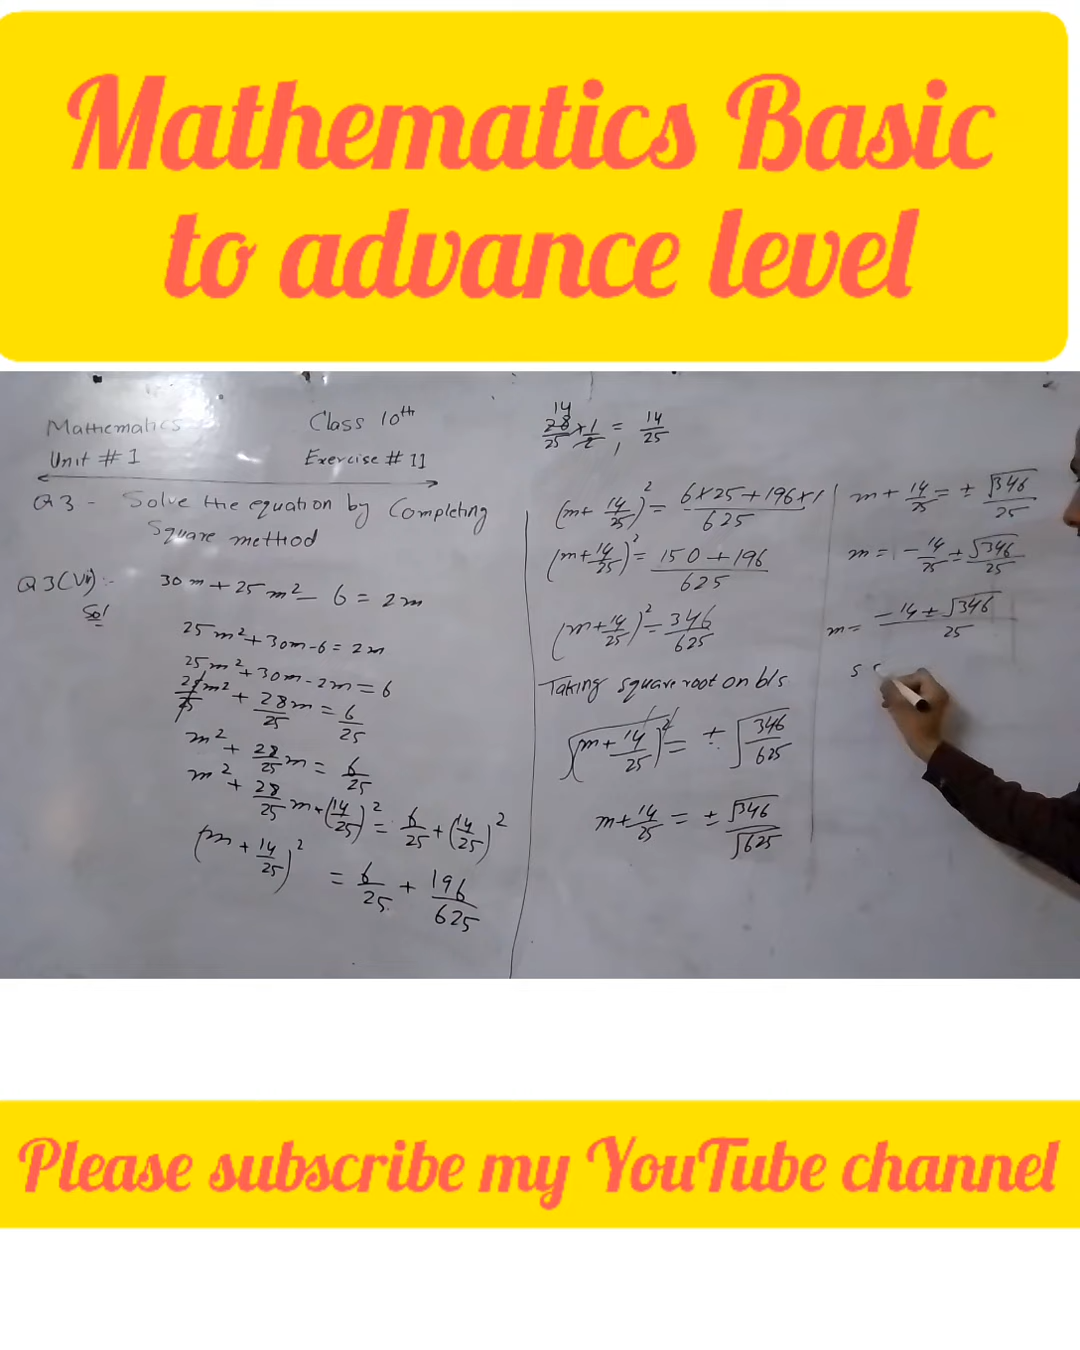 Mathematics Basic
to advance level
Mathematics Class 10th
Unit # 1 Exercise # 11
Q3 - Solve the equation by Completing
Square method
Q3(vi):- 30m + 25m² - 6 = 2m
Sol
25m² + 30m - 6 = 2m
25m² + 30m - 2m = 6
25/25 m² + 28/25 m = 6/25
m² + 28/25 m = 6/25
m² + 28/25 m + (14/25)² = 6/25 + (14/25)²
(m + 14/25)² = 6/25 + 196/625
14
28/25 × 1/2 = 14/25
(m + 14/25)² = 6×25+196×1/625
(m + 14/25)² = 150+196/625
(m + 14/25)² = 346/625
Taking square root on b/s
√(m + 14/25)² = ± √346/625
m + 14/25 = ± √346/√625
m + 14/25 = ± √346/25
m = -14/25 ± √346/25
m = -14 ± √346/25
S
Please subscribe my YouTube channel